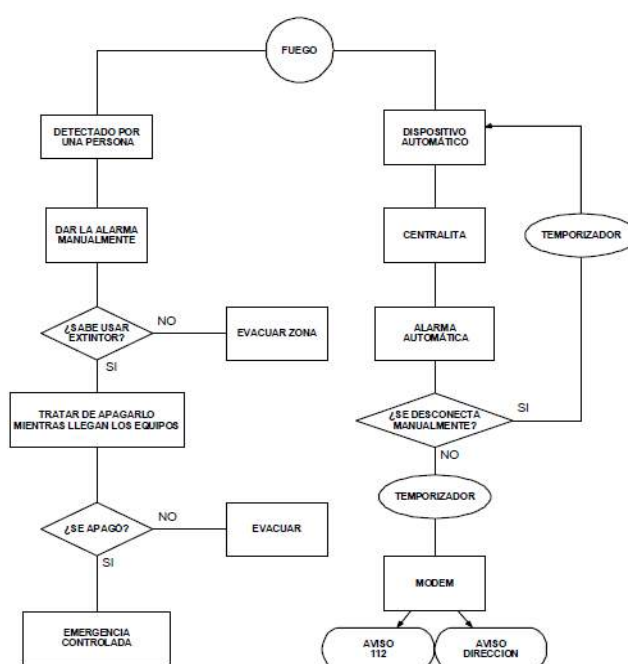 FUEGO
DETECTADO POR
UNA PERSONA
DISPOSITIVO
AUTOMÁTICO
DAR LA ALARMA
MANUALMENTE
CENTRALITA
TEMPORIZADOR
¿SABE USAR
EXTINTOR?
NO
EVACUAR ZONA
ALARMA
AUTOMÁTICA
SI
TRATAR DE APAGARLO
MIENTRAS LLEGAN LOS EQUIPOS
¿SE DESCONECTA
MANUALMENTE?
SI
NO
TEMPORIZADOR
¿SE APAGÓ?
NO
EVACUAR
SI
MODEM
EMERGENCIA
CONTROLADA
AVISO
112
AVISO
DIRECCION